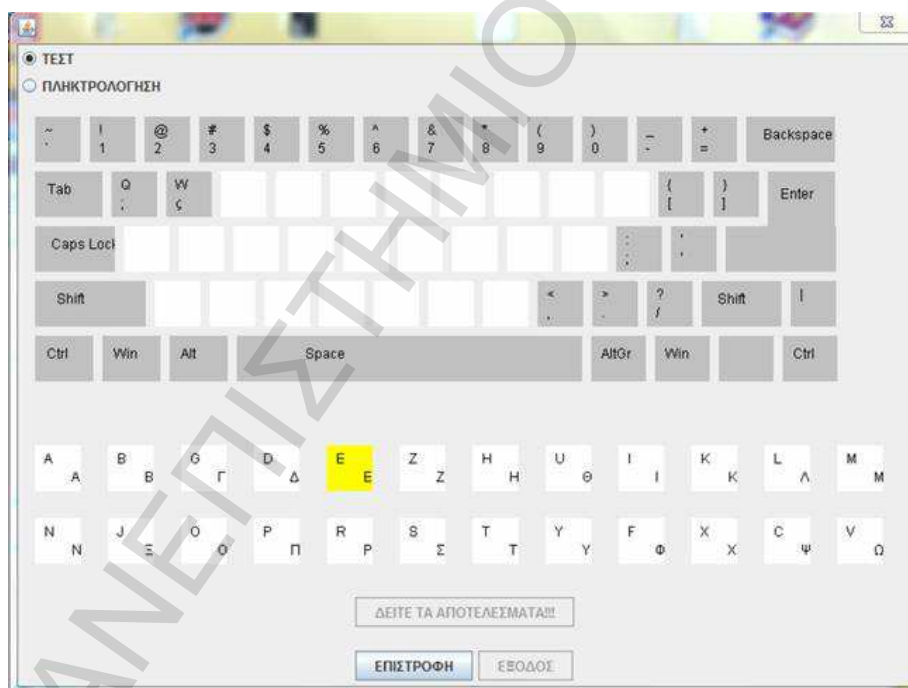 ΤΕΣΤ
ΠΛΗΚΤΡΟΛΟΓΗΣΗ
~ ! @ # $ % ^ & * ( ) _ + Backspace
` 1 2 3 4 5 6 7 8 9 0 - =
Tab Q W { } Enter
; ς [ ]
Caps Lock : '
; '
Shift < > ? Shift |
, . /
Ctrl Win Alt Space AltGr Win Ctrl
A B G D E Z H U I K L M
Α Β Γ Δ Ε Ζ Η Θ Ι Κ Λ Μ
N J O P R S T Y F X C V
Ν Ξ Ο Π Ρ Σ Τ Υ Φ Χ Ψ Ω
ΔΕΙΤΕ ΤΑ ΑΠΟΤΕΛΕΣΜΑΤΑ!!!
ΕΠΙΣΤΡΟΦΗ ΕΞΟΔΟΣ
ΑΝΕΠΙΣΤΗΜΙΟ